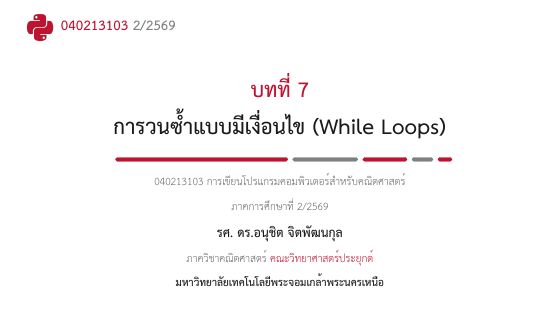 040213103 2/2569
บทที่ 7
การวนซ้ำแบบมีเงื่อนไข (While Loops)
040213103 การเขียนโปรแกรมคอมพิวเตอร์สำหรับคณิตศาสตร์
ภาคการศึกษาที่ 2/2569
รศ. ดร.อนุชิต จิตพัฒนกุล
ภาควิชาคณิตศาสตร์ คณะวิทยาศาสตร์ประยุกต์
มหาวิทยาลัยเทคโนโลยีพระจอมเกล้าพระนครเหนือ